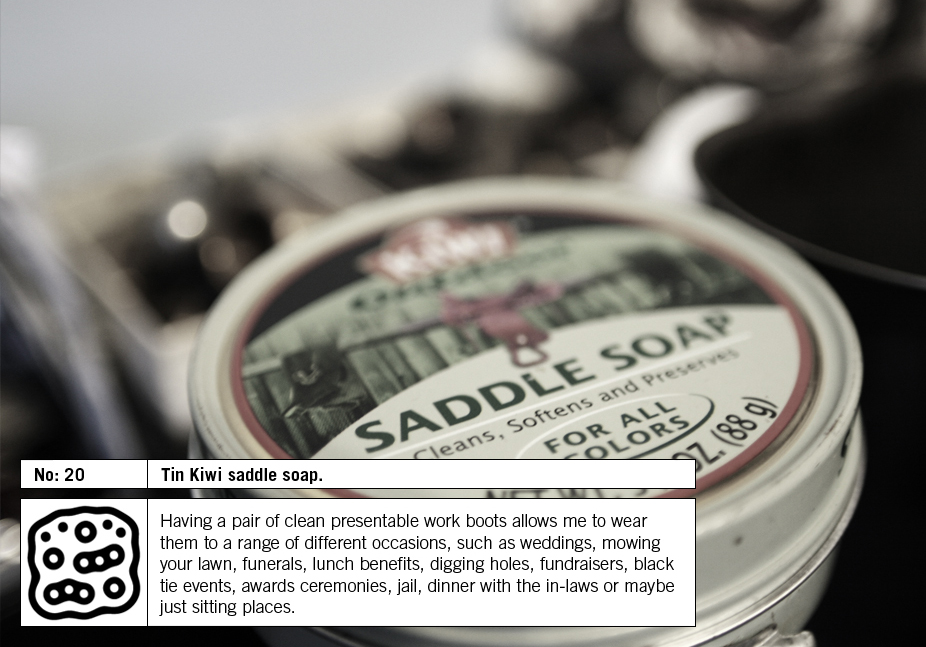 Kiwi
SADDLE SOAP
Cleans, Softens and Preserves
FOR ALL
COLORS
OZ. (88 g)
No: 20
Tin Kiwi saddle soap.
Having a pair of clean presentable work boots allows me to wear
them to a range of different occasions, such as weddings, mowing
your lawn, funerals, lunch benefits, digging holes, fundraisers, black
tie events, awards ceremonies, jail, dinner with the in-laws or maybe
just sitting places.